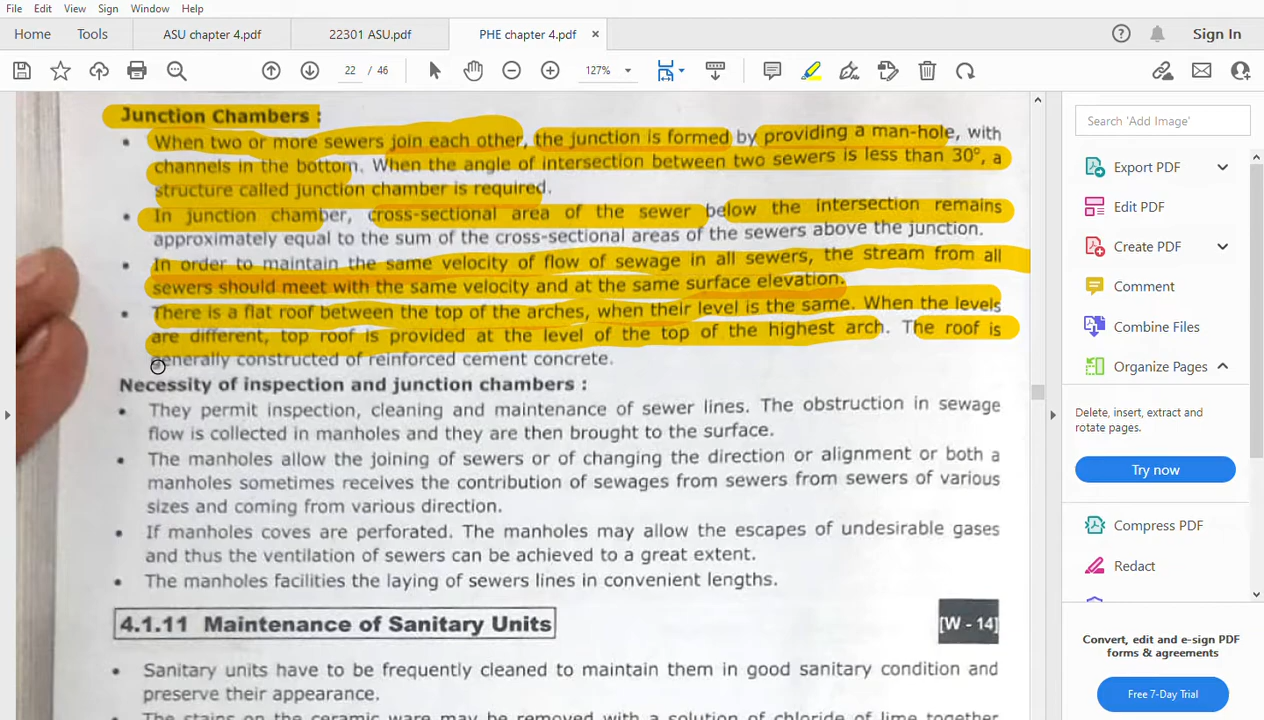 File Edit View Sign Window Help
Home Tools ASU chapter 4.pdf 22301 ASU.pdf PHE chapter 4.pdf × Sign In
22 / 46 127%
Junction Chambers :
• When two or more sewers join each other, the junction is formed by providing a man-hole, with
channels in the bottom. When the angle of intersection between two sewers is less than 30°, a
structure called junction chamber is required.
• In junction chamber, cross-sectional area of the sewer below the intersection remains
approximately equal to the sum of the cross-sectional areas of the sewers above the junction.
• In order to maintain the same velocity of flow of sewage in all sewers, the stream from all
sewers should meet with the same velocity and at the same surface elevation.
• There is a flat roof between the top of the arches, when their level is the same. When the levels
are different, top roof is provided at the level of the top of the highest arch. The roof is
generally constructed of reinforced cement concrete.
Necessity of inspection and junction chambers :
• They permit inspection, cleaning and maintenance of sewer lines. The obstruction in sewage
flow is collected in manholes and they are then brought to the surface.
• The manholes allow the joining of sewers or of changing the direction or alignment or both a
manholes sometimes receives the contribution of sewages from sewers from sewers of various
sizes and coming from various direction.
• If manholes coves are perforated. The manholes may allow the escapes of undesirable gases
and thus the ventilation of sewers can be achieved to a great extent.
• The manholes facilities the laying of sewers lines in convenient lengths.
4.1.11 Maintenance of Sanitary Units [W - 14]
• Sanitary units have to be frequently cleaned to maintain them in good sanitary condition and
preserve their appearance.
The stains on the ceramic ware may be removed with a solution of chloride of lime together
Search 'Add Image'
Export PDF
Edit PDF
Create PDF
Comment
Combine Files
Organize Pages
Delete, insert, extract and
rotate pages.
Try now
Compress PDF
Redact
Convert, edit and e-sign PDF
forms & agreements
Free 7-Day Trial